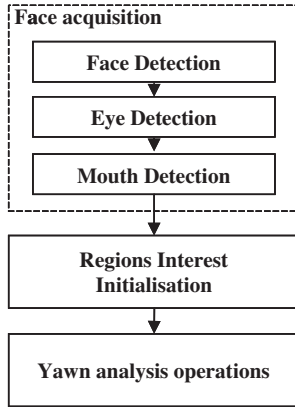 Face acquisition
Face Detection
Eye Detection
Mouth Detection
Regions Interest
Initialisation
Yawn analysis operations